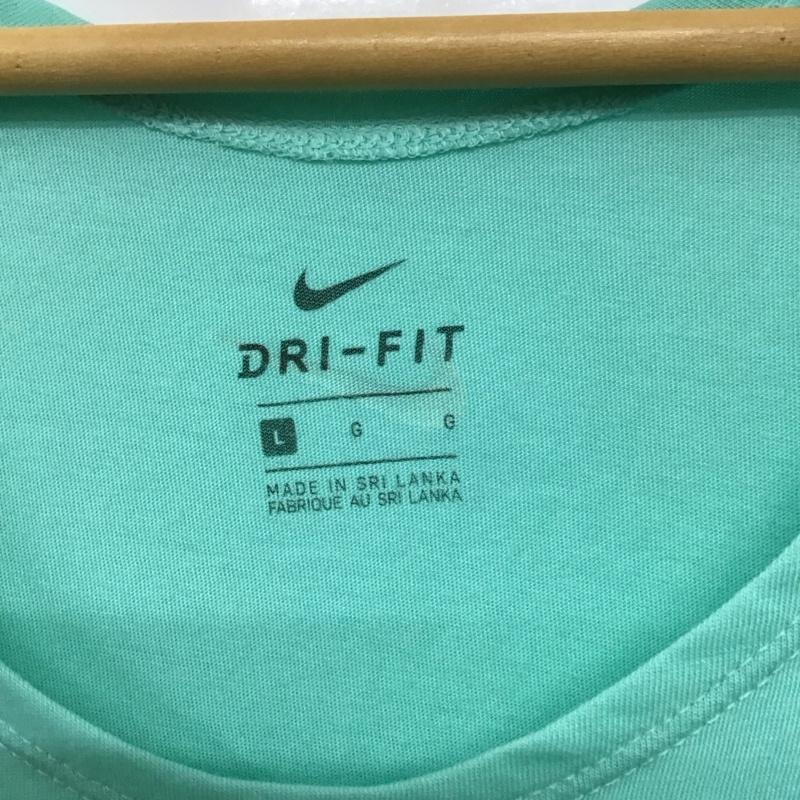 DRI-FIT
L G G
MADE IN SRI LANKA
FABRIQUE AU SRI LANKA